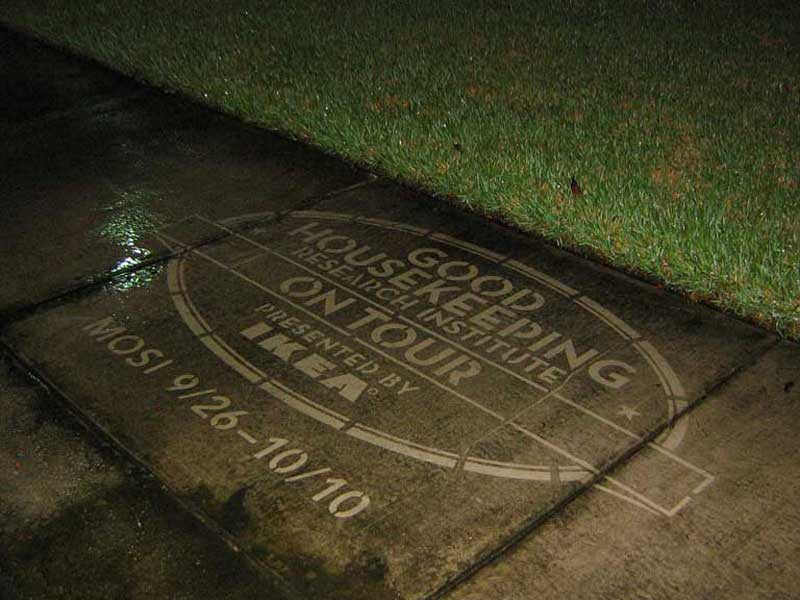 GOOD
HOUSEKEEPING
RESEARCH INSTITUTE
ON TOUR
PRESENTED BY
IKEA®
MOSI 9/26-10/10